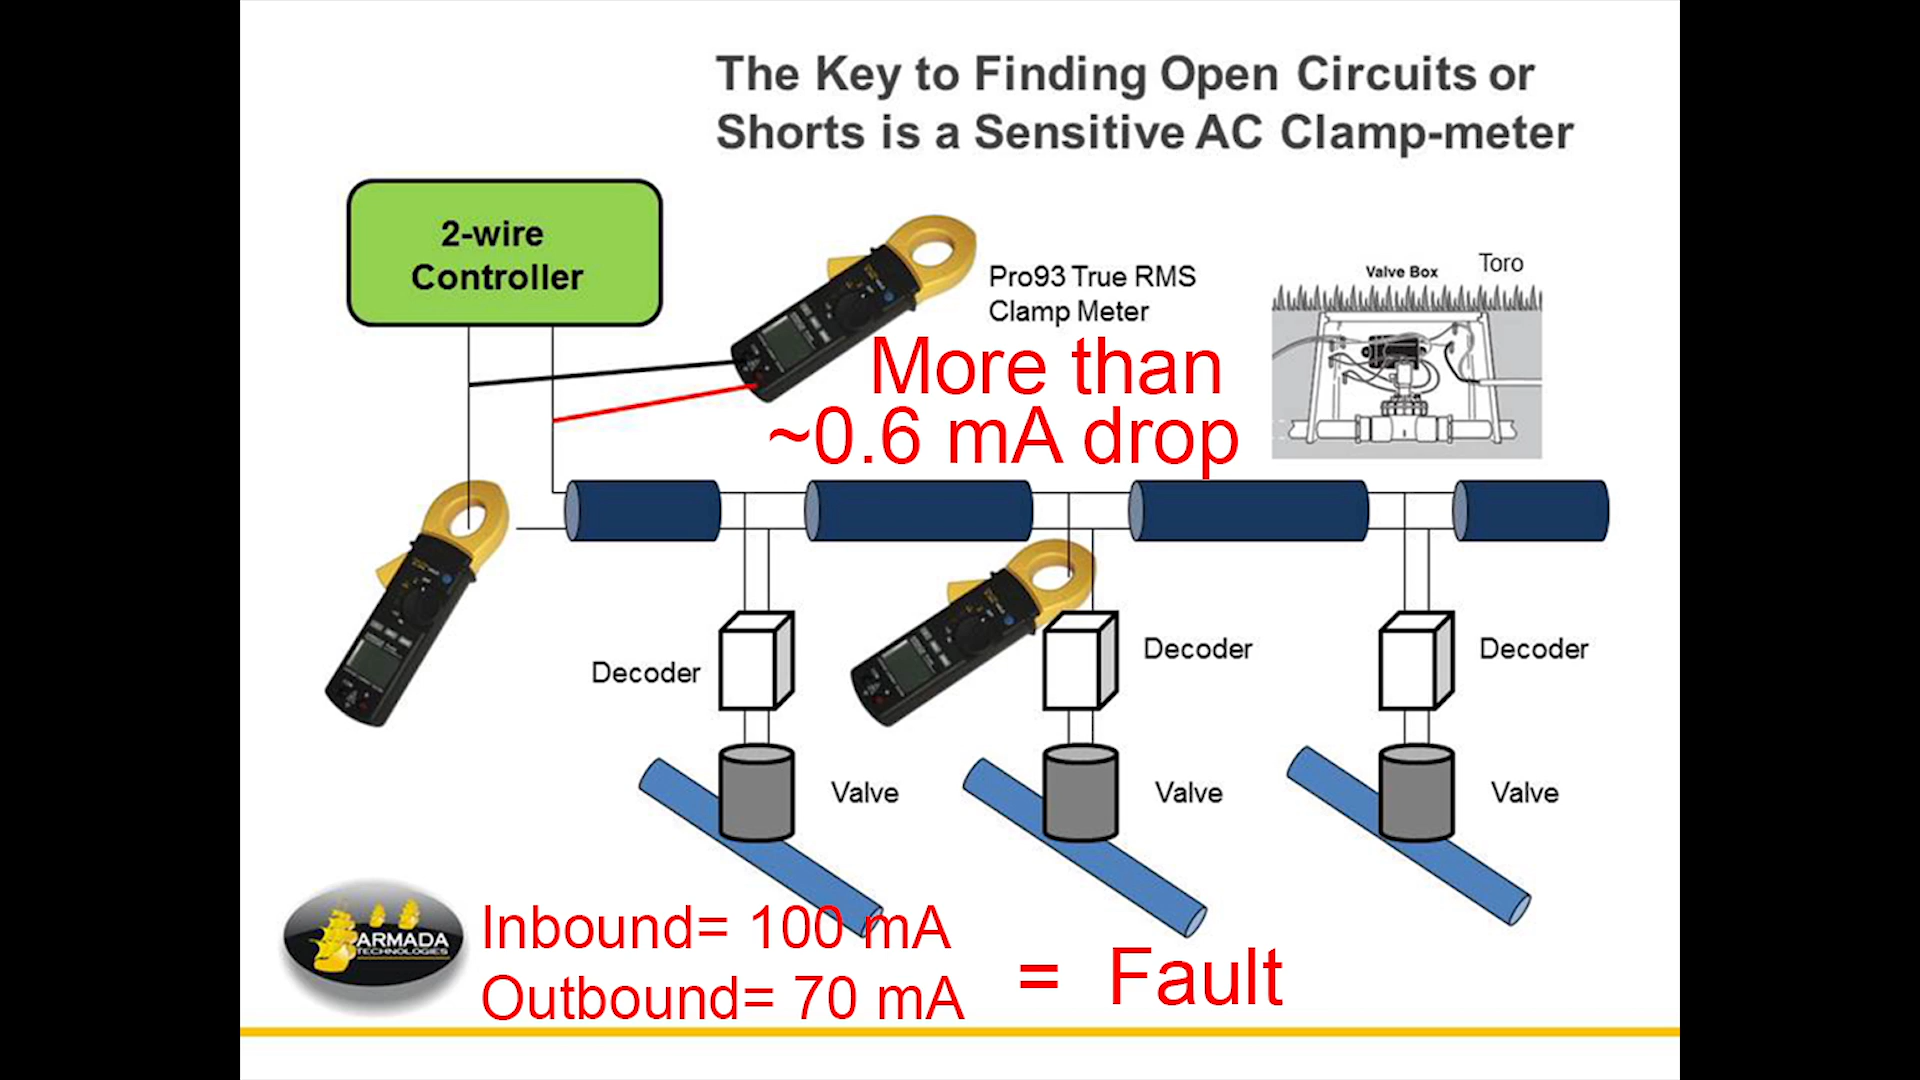 The Key to Finding Open Circuits or
Shorts is a Sensitive AC Clamp-meter
2-wire
Controller
Pro93 True RMS
Clamp Meter
Valve Box
Toro
More than
~0.6 mA drop
Decoder
Decoder
Decoder
Valve
Valve
Valve
ARMADA
TECHNOLOGIES
Inbound= 100 mA
Outbound= 70 mA
= Fault